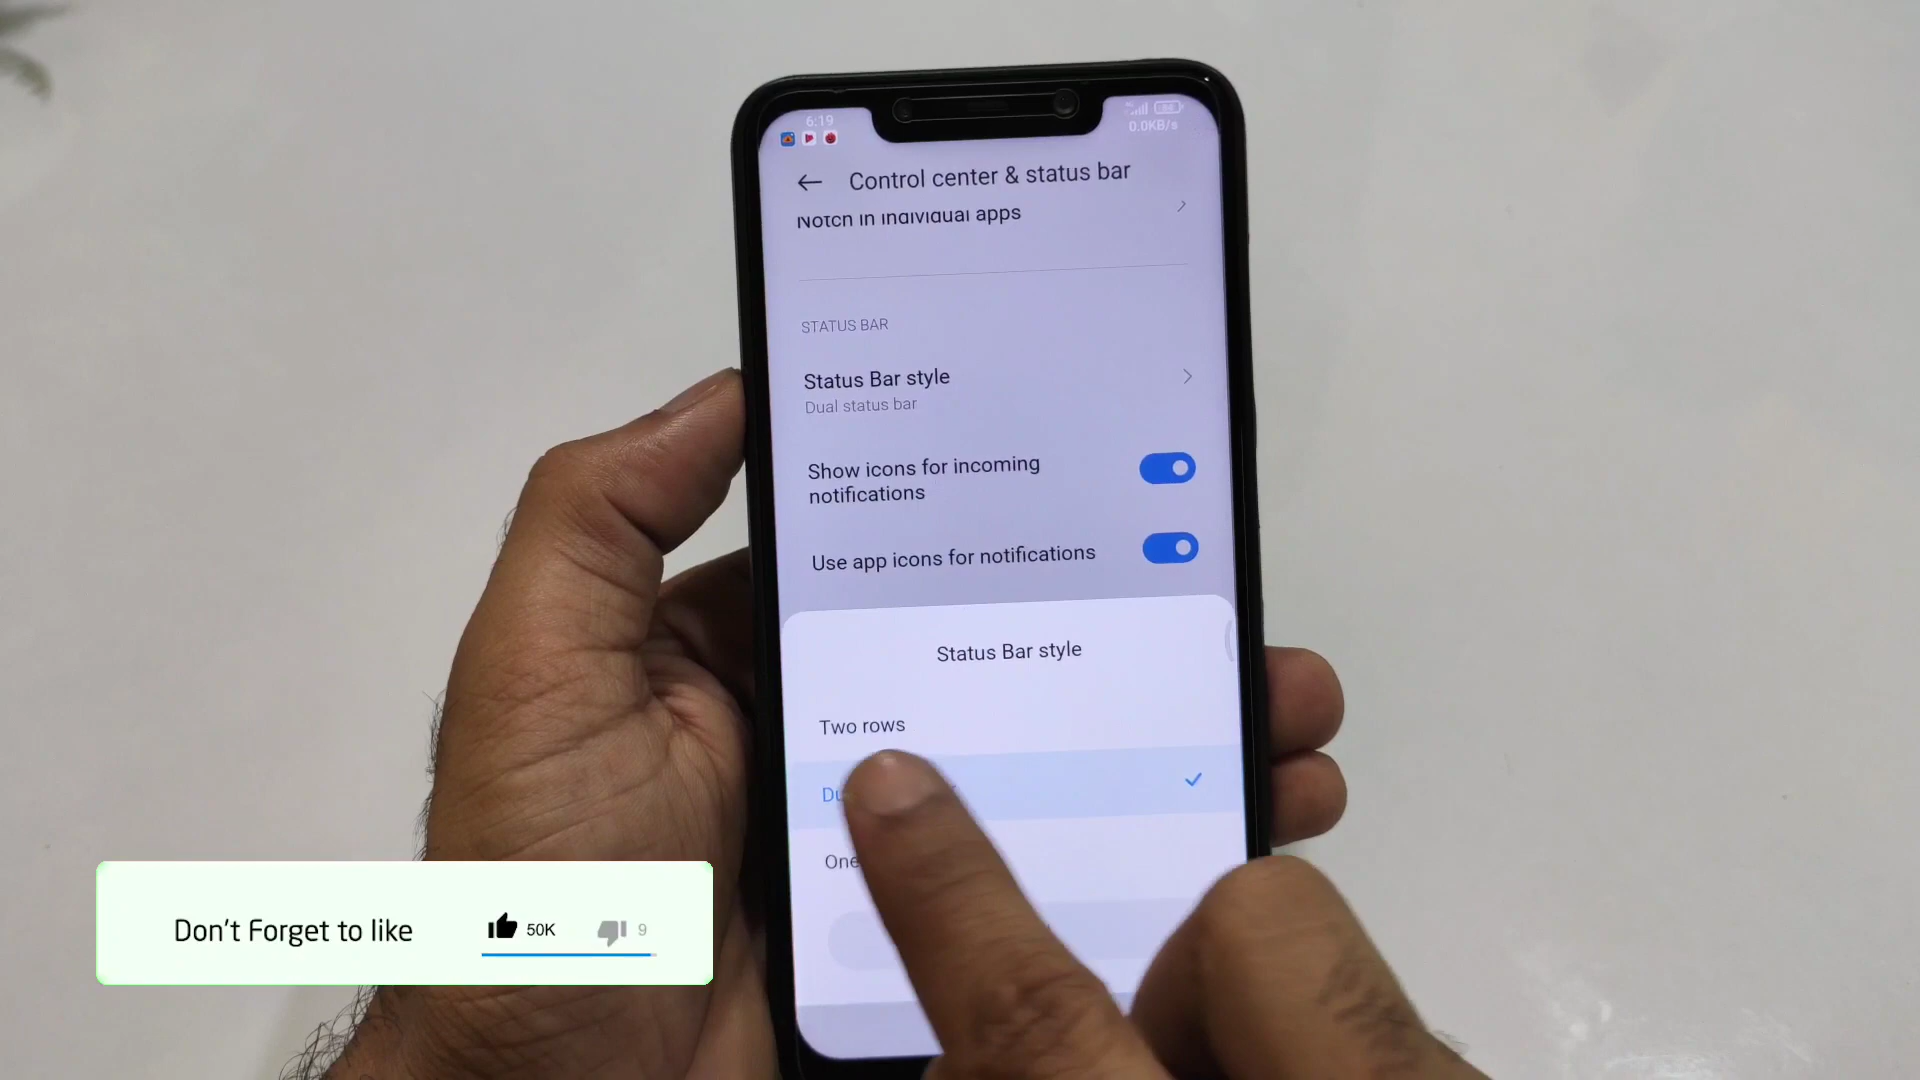 6:19
0.0KB/s
Control center & status bar
Notch in individual apps
STATUS BAR
Status Bar style
Dual status bar
Show icons for incoming
notifications
Use app icons for notifications
Status Bar style
Two rows
One
Don't Forget to like
50K
9